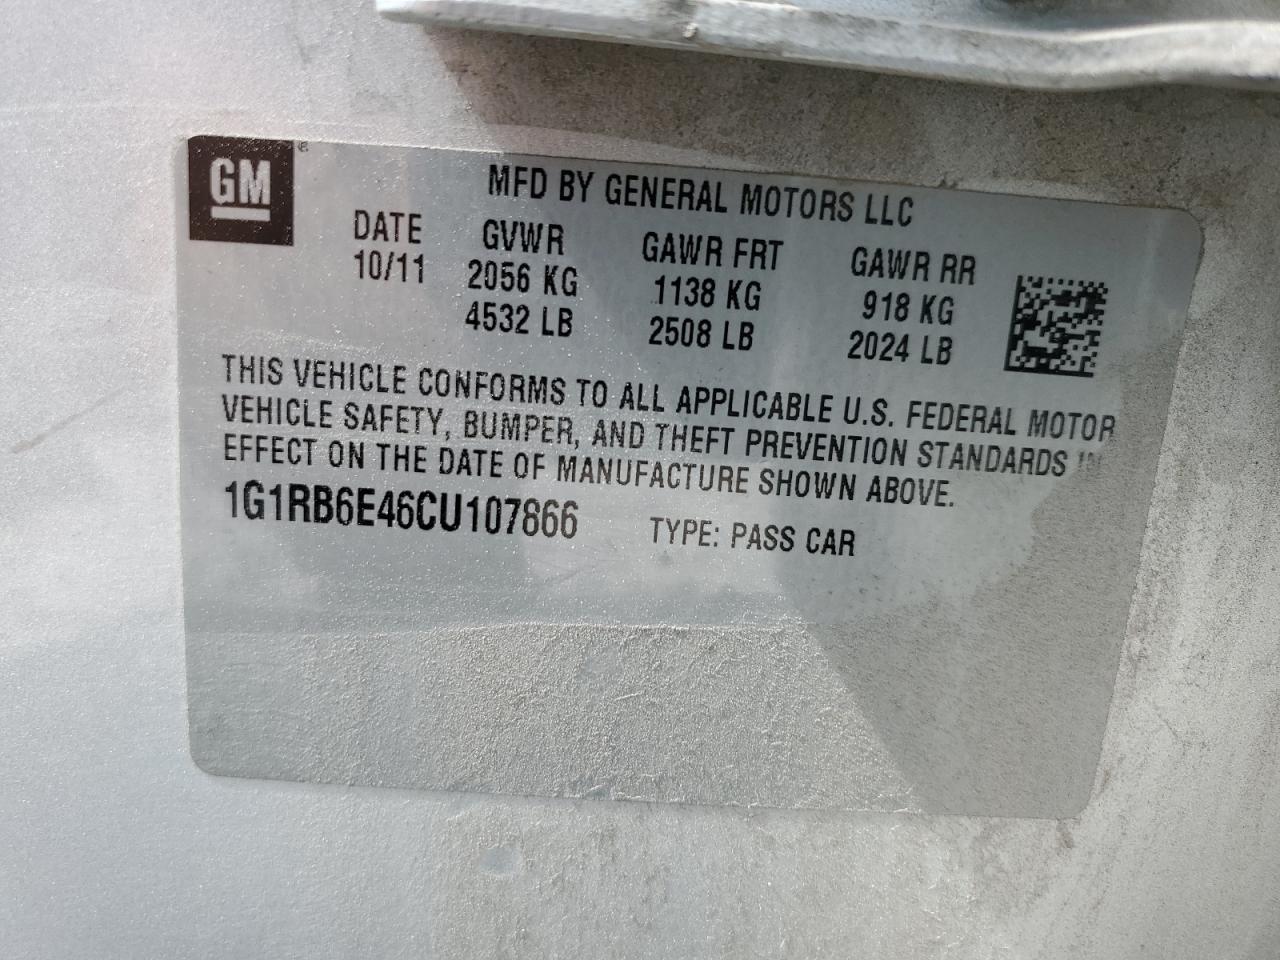 GM®
MFD BY GENERAL MOTORS LLC
DATE GVWR GAWR FRT GAWR RR
10/11 2056 KG 1138 KG 918 KG
4532 LB 2508 LB 2024 LB
THIS VEHICLE CONFORMS TO ALL APPLICABLE U.S. FEDERAL MOTOR
VEHICLE SAFETY, BUMPER, AND THEFT PREVENTION STANDARDS IN
EFFECT ON THE DATE OF MANUFACTURE SHOWN ABOVE.
1G1RB6E46CU107866 TYPE: PASS CAR